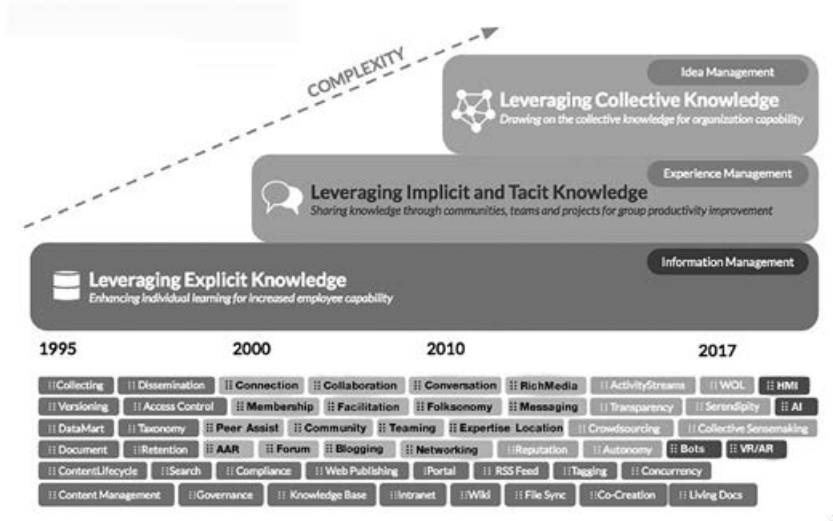 COMPLEXITY
Idea Management
Leveraging Collective Knowledge
Drawing on the collective knowledge for organization capability
Experience Management
Leveraging Implicit and Tacit Knowledge
Sharing knowledge through communities, teams and projects for group productivity improvement
Information Management
Leveraging Explicit Knowledge
Enhancing individual learning for increased employee capability
1995 2000 2010 2017
Collecting Dissemination Connection Collaboration Conversation RichMedia ActivityStreams WOL HMI
Versioning Access Control Membership Facilitation Folksonomy Messaging Transparency Serendipity AI
DataMart Taxonomy Peer Assist Community Teaming Expertise Location Crowdsourcing Collective Sensemaking
Document Retention AAR Forum Blogging Networking Reputation Autonomy Bots VR/AR
ContentLifecycle Search Compliance Web Publishing Portal RSS Feed Tagging Concurrency
Content Management Governance Knowledge Base Intranet Wiki File Sync Co-Creation Living Docs